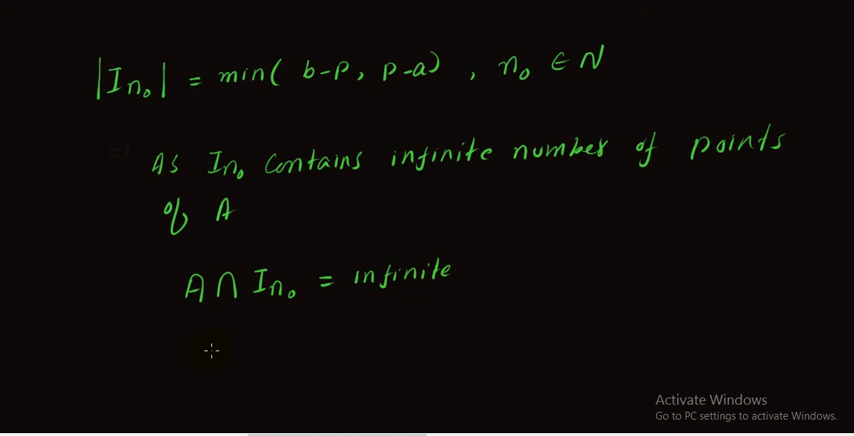 |In₀| = min( b-p, p-a) , n₀ ∈ N
=> As In₀ contains infinite number of points
of A
A ∩ In₀ = infinite
Activate Windows
Go to PC settings to activate Windows.